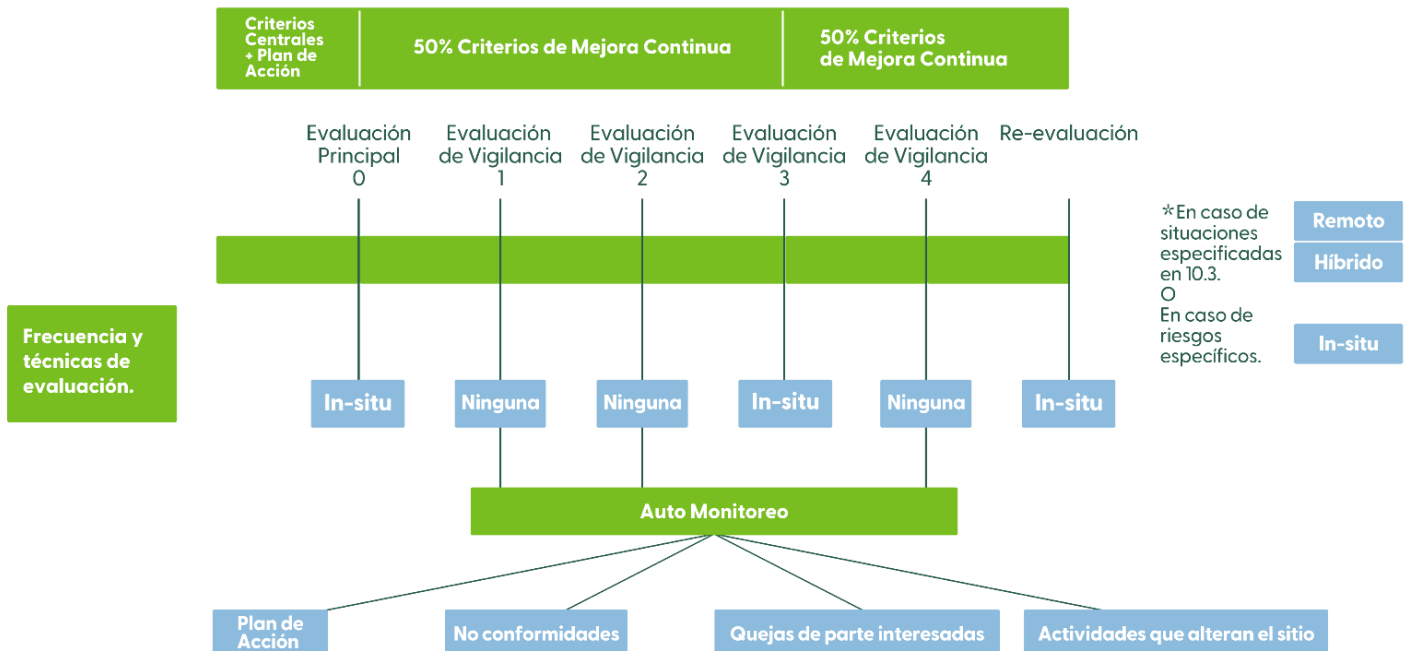 Criterios
Centrales
+ Plan de
Acción
50% Criterios de Mejora Continua
50% Criterios
de Mejora Continua
Evaluación
Principal
0
Evaluación
de Vigilancia
1
Evaluación
de Vigilancia
2
Evaluación
de Vigilancia
3
Evaluación
de Vigilancia
4
Re-evaluación
*En caso de
situaciones
especificadas
en 10.3.
O
En caso de
riesgos
específicos.
Remoto
Híbrido
In-situ
Frecuencia y
técnicas de
evaluación.
In-situ
Ninguna
Ninguna
In-situ
Ninguna
In-situ
Auto Monitoreo
Plan de
Acción
No conformidades
Quejas de parte interesadas
Actividades que alteran el sitio